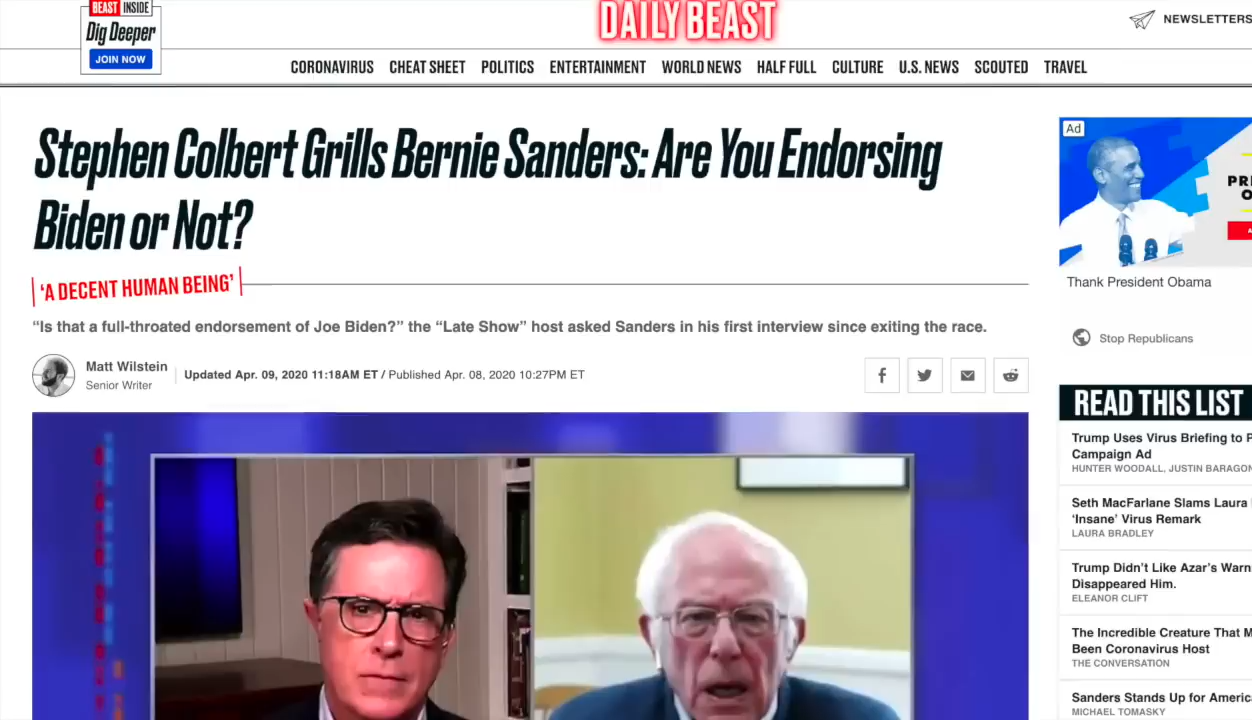 BEAST INSIDE
Dig Deeper
JOIN NOW
DAILY BEAST
NEWSLETTERS
CORONAVIRUS CHEAT SHEET POLITICS ENTERTAINMENT WORLD NEWS HALF FULL CULTURE U.S. NEWS SCOUTED TRAVEL
Stephen Colbert Grills Bernie Sanders: Are You Endorsing
Biden or Not?
‘A DECENT HUMAN BEING’
“Is that a full-throated endorsement of Joe Biden?” the “Late Show” host asked Sanders in his first interview since exiting the race.
Matt Wilstein
Senior Writer
Updated Apr. 09, 2020 11:18AM ET / Published Apr. 08, 2020 10:27PM ET
Ad
Thank President Obama
Stop Republicans
READ THIS LIST
Trump Uses Virus Briefing to P
Campaign Ad
HUNTER WOODALL, JUSTIN BARAGON
Seth MacFarlane Slams Laura
‘Insane’ Virus Remark
LAURA BRADLEY
Trump Didn’t Like Azar’s Warn
Disappeared Him.
ELEANOR CLIFT
The Incredible Creature That M
Been Coronavirus Host
THE CONVERSATION
Sanders Stands Up for Americ
MICHAEL TOMASKY